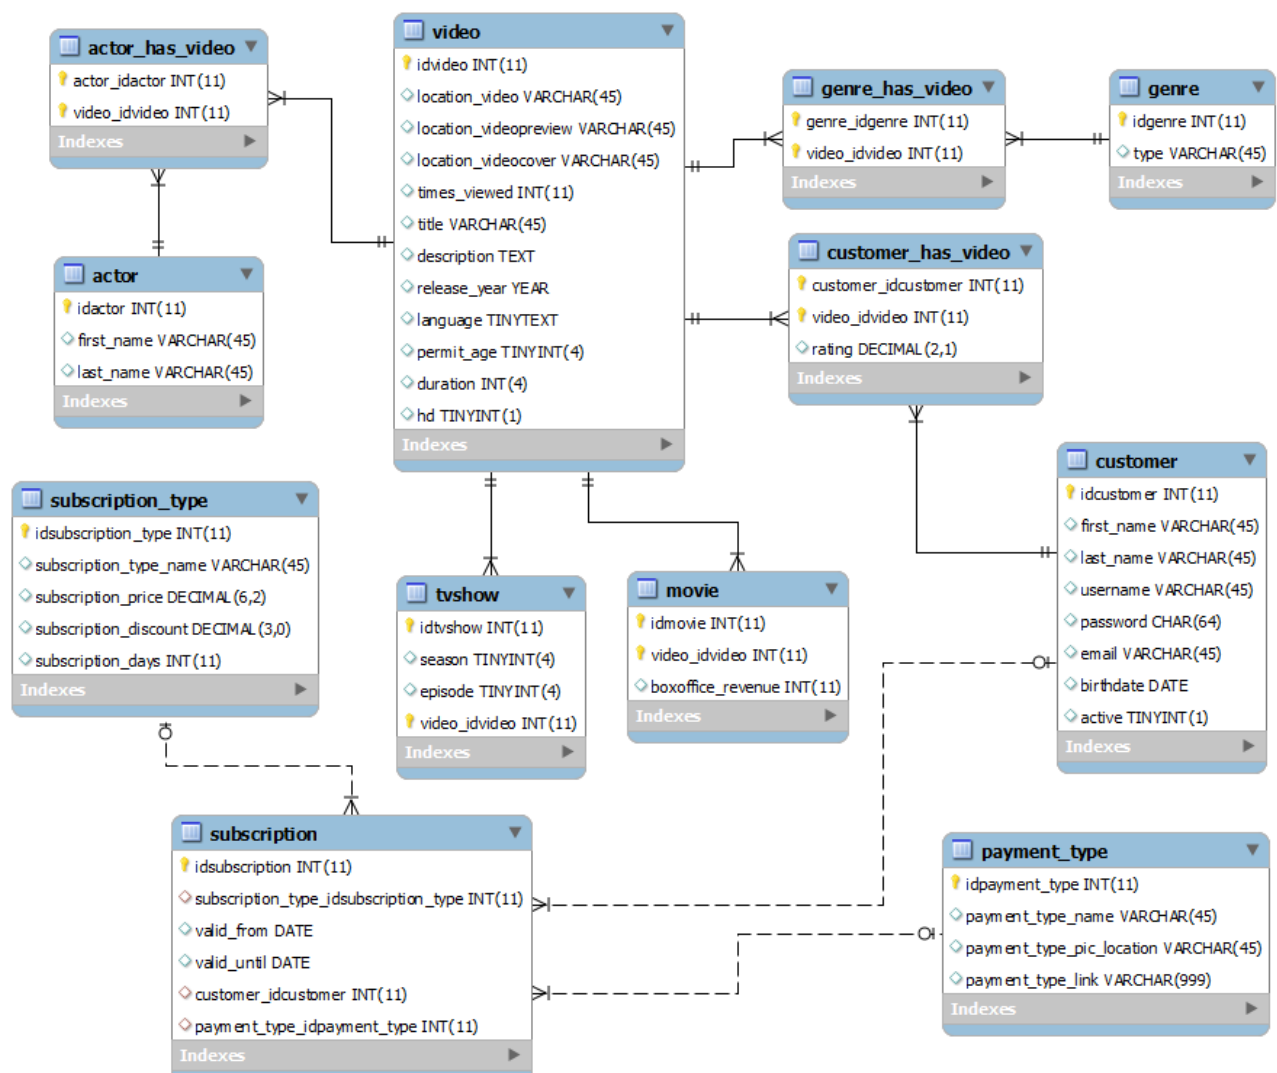 actor_has_video
actor_idactor INT(11)
video_idvideo INT(11)
Indexes
video
idvideo INT(11)
location_video VARCHAR(45)
location_videopreview VARCHAR(45)
location_videocover VARCHAR(45)
times_viewed INT(11)
title VARCHAR(45)
description TEXT
release_year YEAR
language TINYTEXT
permit_age TINYINT(4)
duration INT(4)
hd TINYINT(1)
Indexes
genre_has_video
genre_idgenre INT(11)
video_idvideo INT(11)
Indexes
genre
idgenre INT(11)
type VARCHAR(45)
Indexes
actor
idactor INT(11)
first_name VARCHAR(45)
last_name VARCHAR(45)
Indexes
customer_has_video
customer_idcustomer INT(11)
video_idvideo INT(11)
rating DECIMAL(2,1)
Indexes
customer
idcustomer INT(11)
first_name VARCHAR(45)
last_name VARCHAR(45)
username VARCHAR(45)
password CHAR(64)
email VARCHAR(45)
birthdate DATE
active TINYINT(1)
Indexes
subscription_type
idsubscription_type INT(11)
subscription_type_name VARCHAR(45)
subscription_price DECIMAL(6,2)
subscription_discount DECIMAL(3,0)
subscription_days INT(11)
Indexes
tvshow
idtvshow INT(11)
season TINYINT(4)
episode TINYINT(4)
video_idvideo INT(11)
Indexes
movie
idmovie INT(11)
video_idvideo INT(11)
boxoffice_revenue INT(11)
Indexes
subscription
idsubscription INT(11)
subscription_type_idsubscription_type INT(11)
valid_from DATE
valid_until DATE
customer_idcustomer INT(11)
payment_type_idpayment_type INT(11)
Indexes
payment_type
idpayment_type INT(11)
payment_type_name VARCHAR(45)
payment_type_pic_location VARCHAR(45)
payment_type_link VARCHAR(999)
Indexes